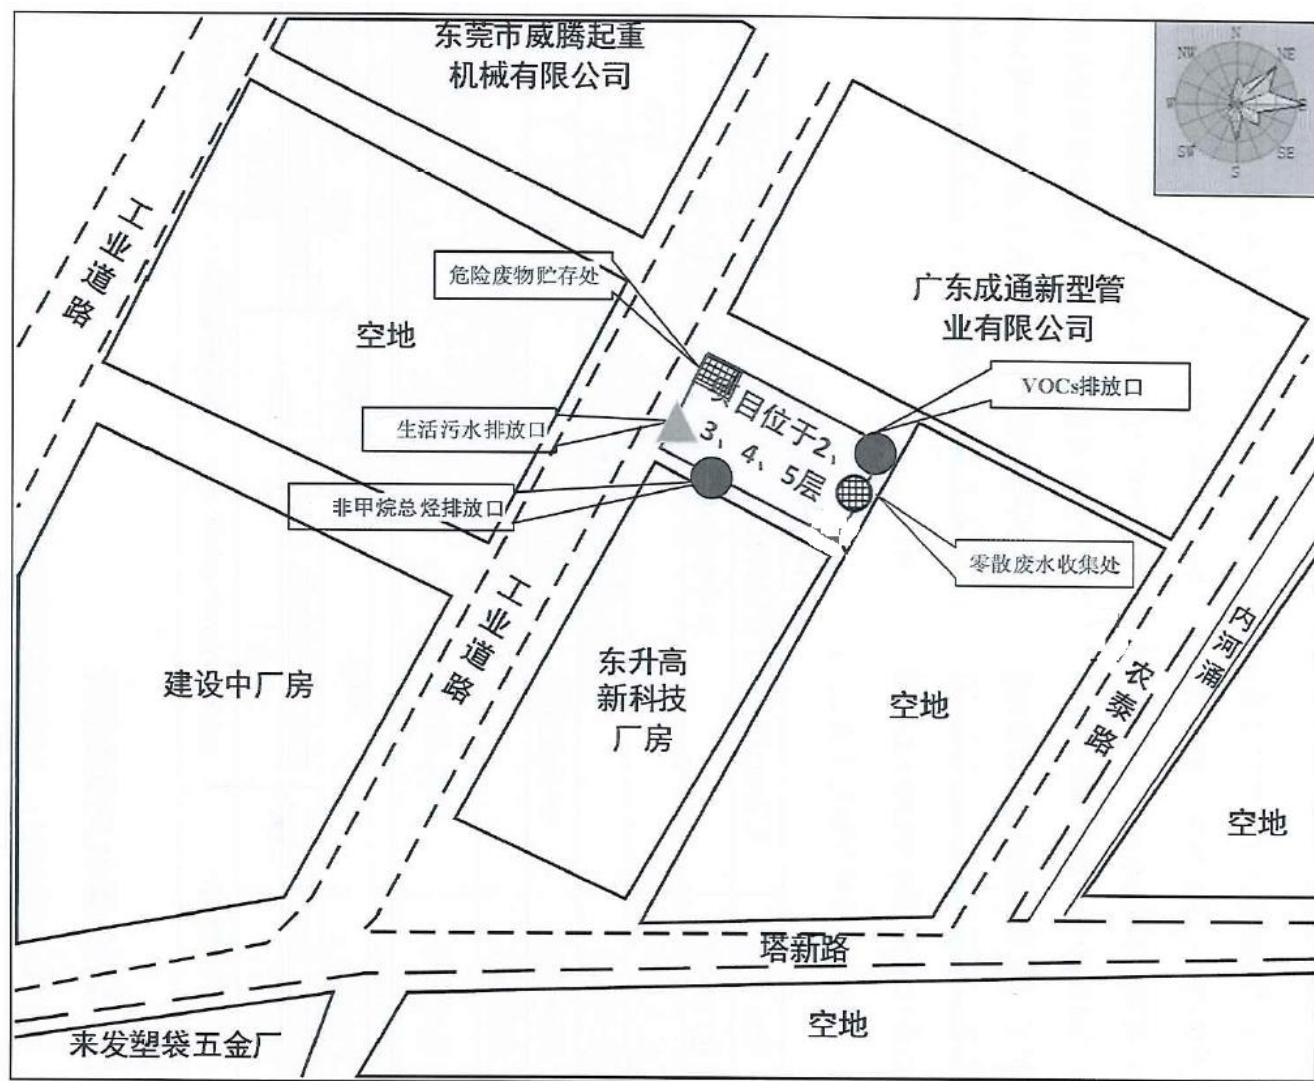 东莞市威腾起重
机械有限公司
N
NW
NE
W
E
SW
SE
S
工业道路
危险废物贮存处
空地
广东成通新型管
业有限公司
VOCs排放口
生活污水排放口
项目位于2、
3、4、5层
非甲烷总烃排放口
零散废水收集处
工业道路
内河涌
建设中厂房
东升高
新科技
厂房
空地
农泰路
空地
塔新路
空地
来发塑袋五金厂